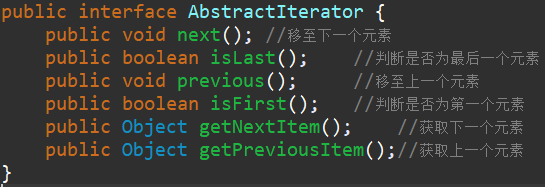 public interface AbstractIterator {
public void next(); //移至下一个元素
public boolean isLast(); //判断是否为最后一个元素
public void previous(); //移至上一个元素
public boolean isFirst(); //判断是否为第一个元素
public Object getNextItem(); //获取下一个元素
public Object getPreviousItem();//获取上一个元素
}